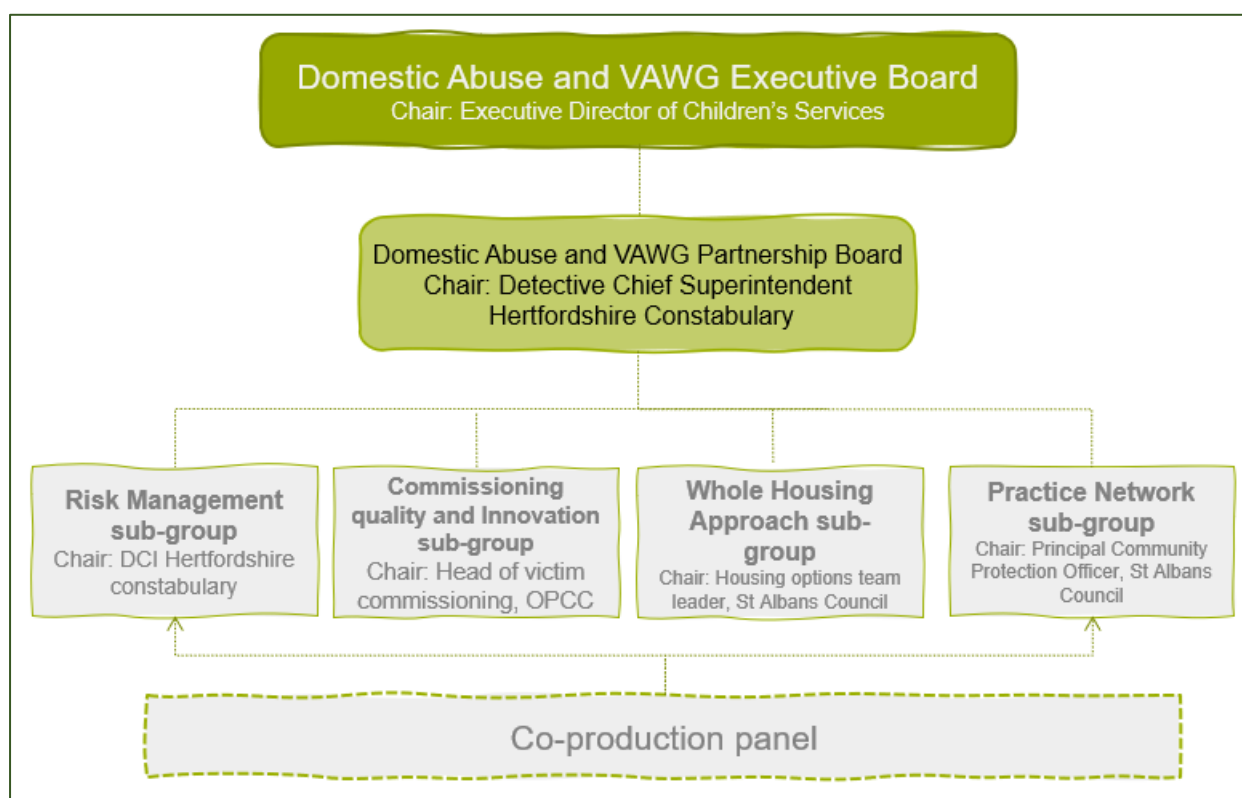 Domestic Abuse and VAWG Executive Board
Chair: Executive Director of Children's Services
Domestic Abuse and VAWG Partnership Board
Chair: Detective Chief Superintendent
Hertfordshire Constabulary
Risk Management
sub-group
Chair: DCI Hertfordshire
constabulary
Commissioning
quality and Innovation
sub-group
Chair: Head of victim
commissioning, OPCC
Whole Housing
Approach sub-
group
Chair: Housing options team
leader, St Albans Council
Practice Network
sub-group
Chair: Principal Community
Protection Officer, St Albans
Council
Co-production panel